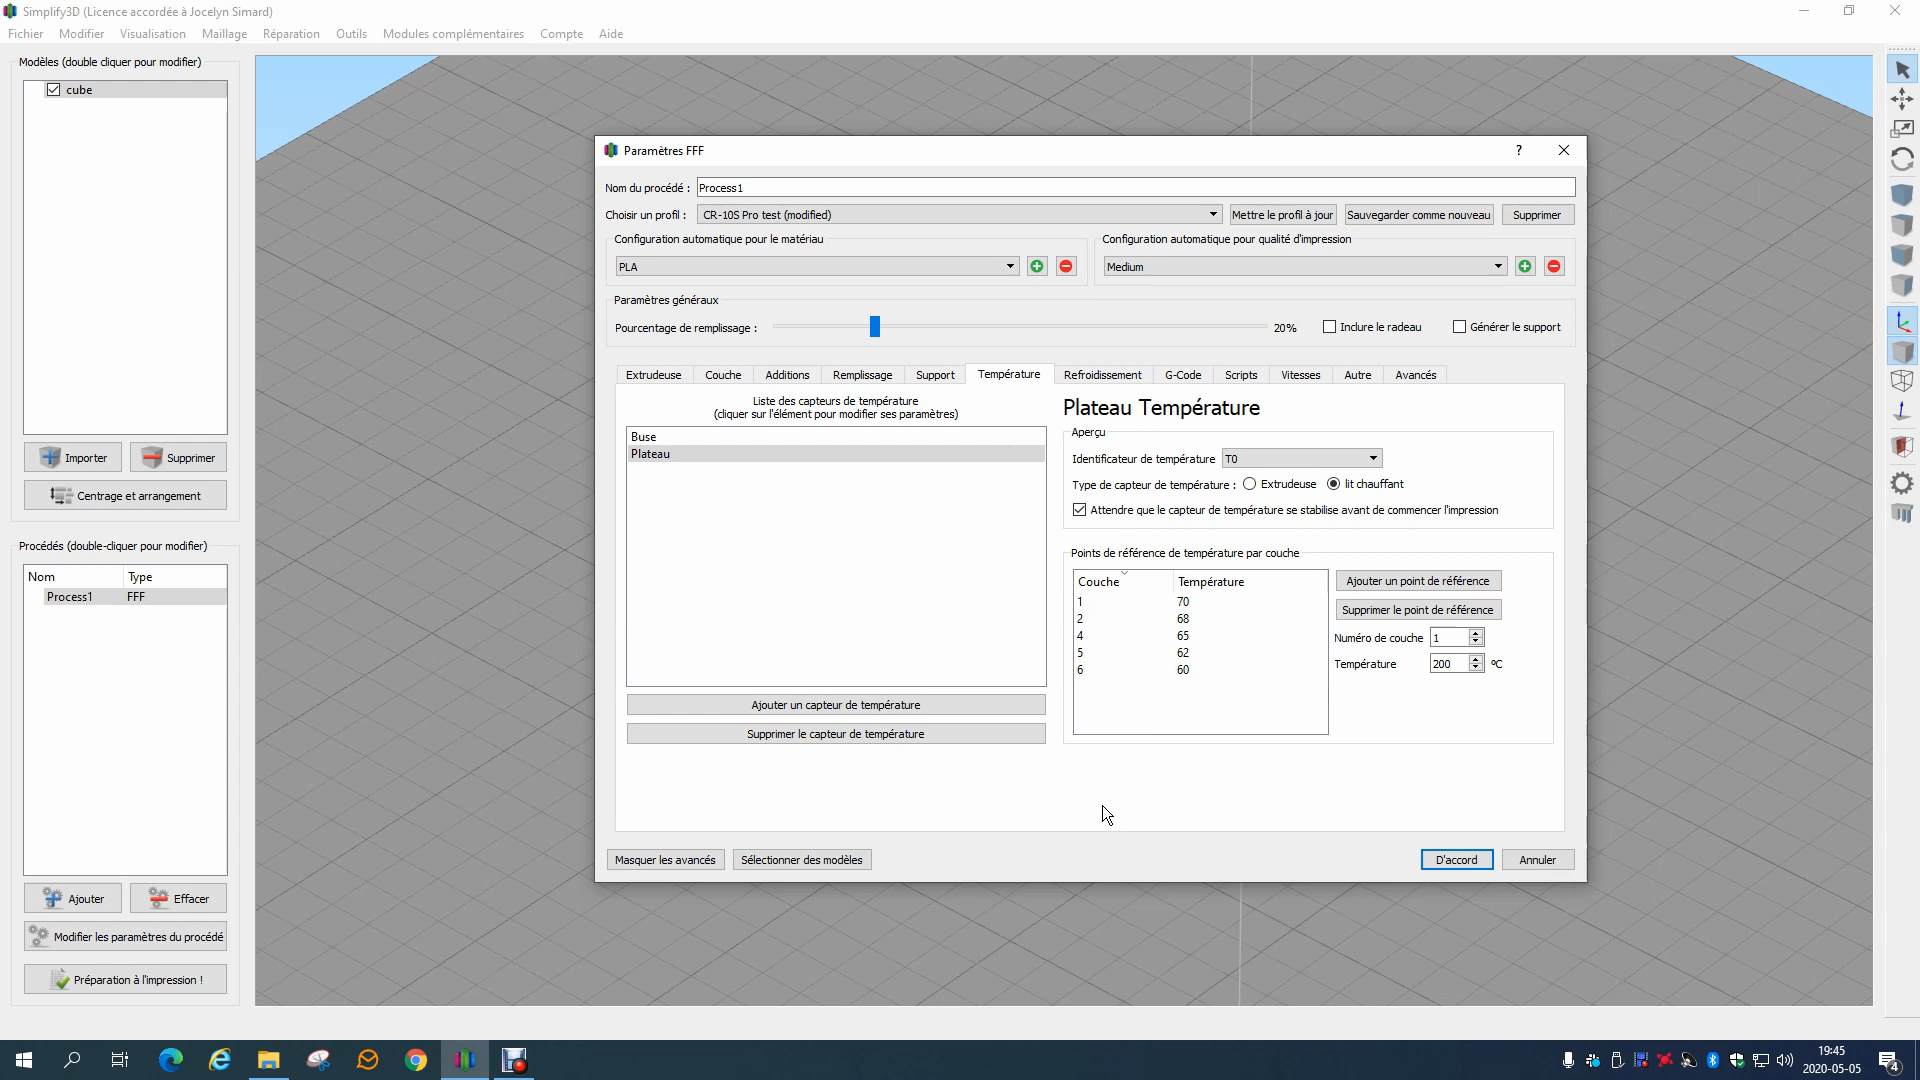 Simplify3D (Licence accordée à Jocelyn Simard)
Fichier Modifier Visualisation Maillage Réparation Outils Modules complémentaires Compte Aide
Modèles (double cliquer pour modifier)
cube
Importer Supprimer
Centrage et arrangement
Procédés (double-cliquer pour modifier)
Nom Type
Process1 FFF
Ajouter Effacer
Modifier les paramètres du procédé
Préparation à l'impression !
Paramètres FFF ?
Nom du procédé : Process1
Choisir un profil : CR-10S Pro test (modified) Mettre le profil à jour Sauvegarder comme nouveau Supprimer
Configuration automatique pour le matériau
PLA
Configuration automatique pour qualité d'impression
Medium
Paramètres généraux
Pourcentage de remplissage : 20% Inclure le radeau Générer le support
Extrudeuse Couche Additions Remplissage Support Température Refroidissement G-Code Scripts Vitesses Autre Avancés
Liste des capteurs de température
(cliquer sur l'élément pour modifier ses paramètres)
Buse
Plateau
Ajouter un capteur de température
Supprimer le capteur de température
Plateau Température
Aperçu
Identificateur de température T0
Type de capteur de température : Extrudeuse lit chauffant
Attendre que le capteur de température se stabilise avant de commencer l'impression
Points de référence de température par couche
Couche Température
1 70
2 68
4 65
5 62
6 60
Ajouter un point de référence
Supprimer le point de référence
Numéro de couche 1
Température 200 ºC
Masquer les avancés Sélectionner des modèles D'accord Annuler
19:45
2020-05-05
4